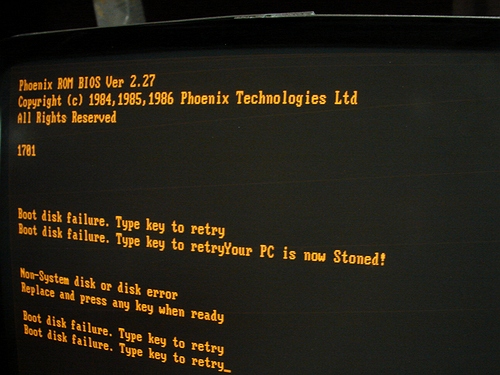 Phoenix ROM BIOS Ver 2.27
Copyright (c) 1984,1985,1986 Phoenix Technologies Ltd
All Rights Reserved
1701
Boot disk failure. Type key to retry
Boot disk failure. Type key to retryYour PC is now Stoned!
Non-System disk or disk error
Replace and press any key when ready
Boot disk failure. Type key to retry
Boot disk failure. Type key to retry_